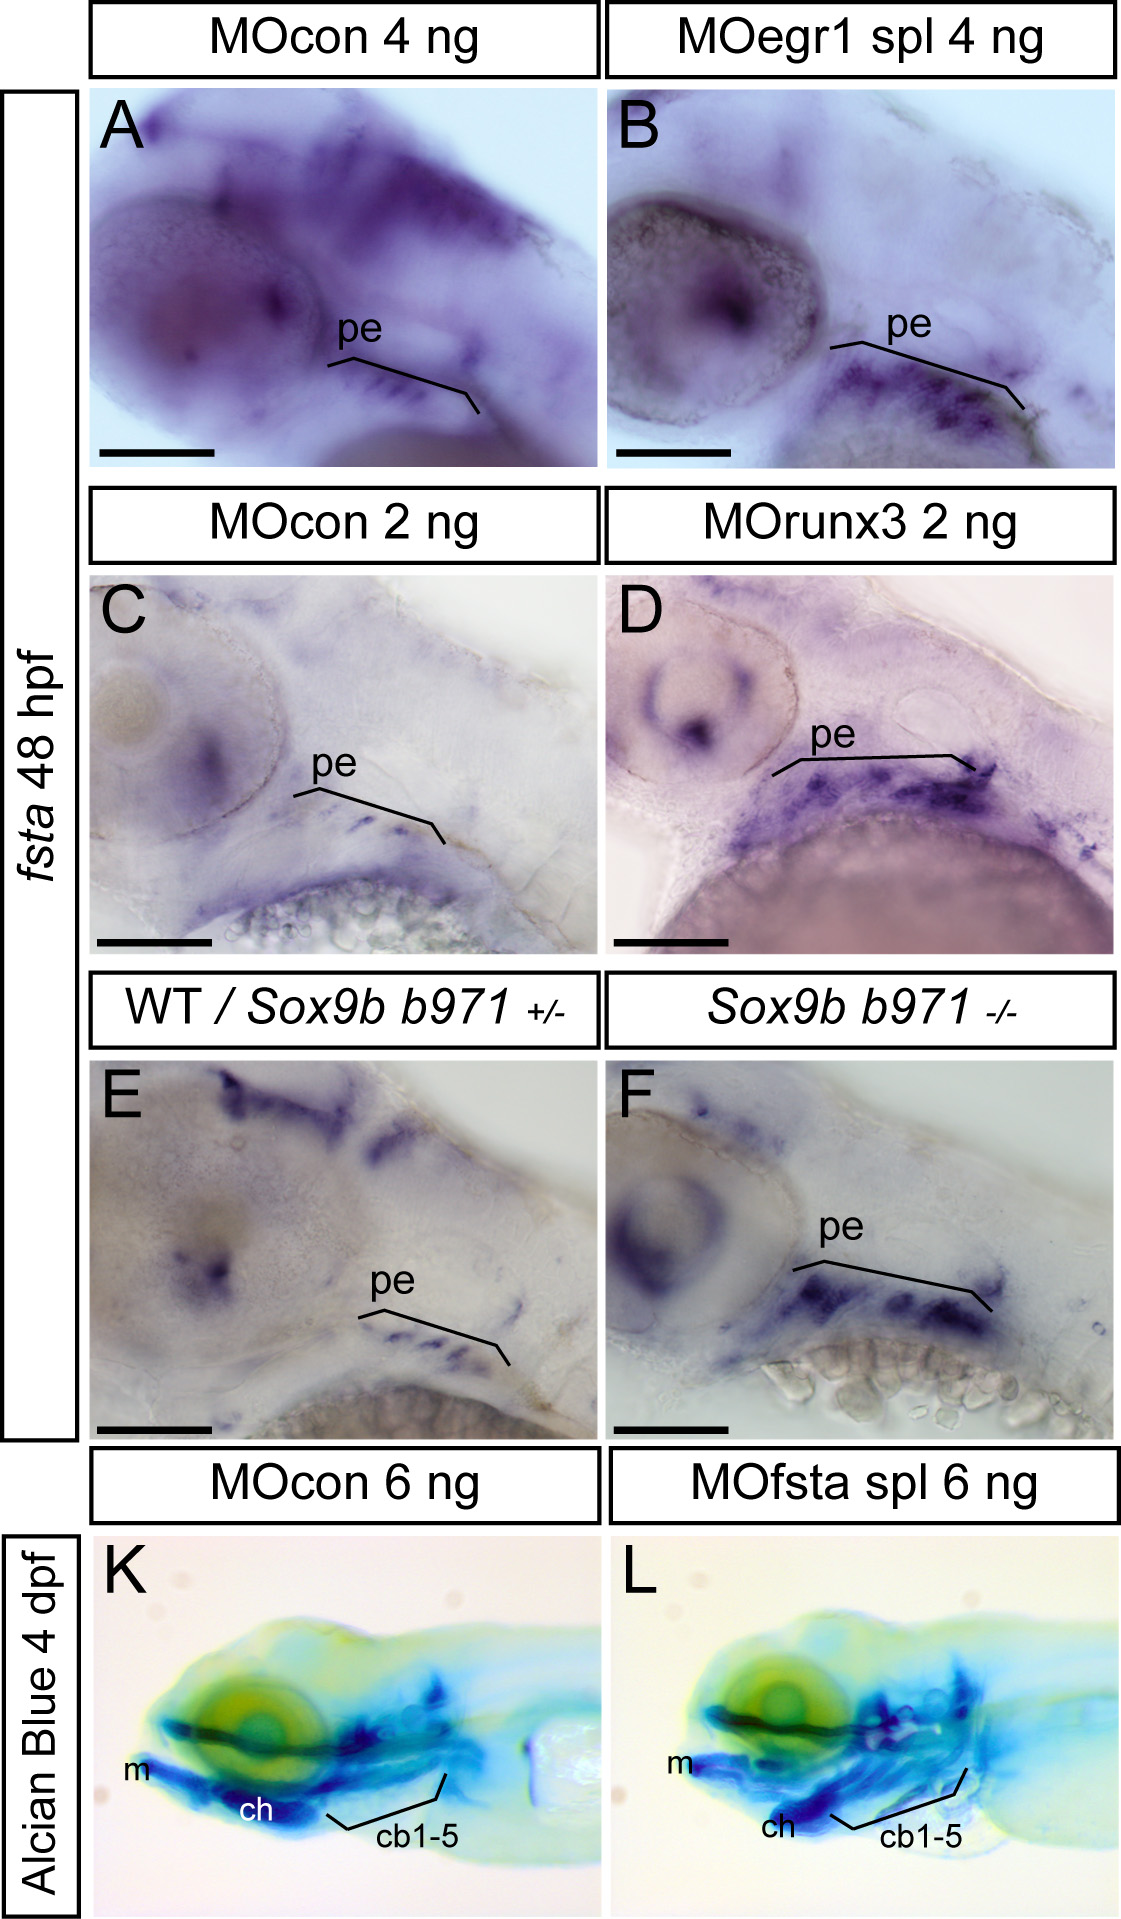 MOcon 4 ng
MOegr1 spl 4 ng
fsta 48 hpf
A
B
pe
pe
MOcon 2 ng
MOrunx3 2 ng
C
D
pe
pe
WT / Sox9b b971 +/-
Sox9b b971 -/-
E
F
pe
pe
MOcon 6 ng
MOfsta spl 6 ng
Alcian Blue 4 dpf
K
L
m
ch
cb1-5
m
ch
cb1-5